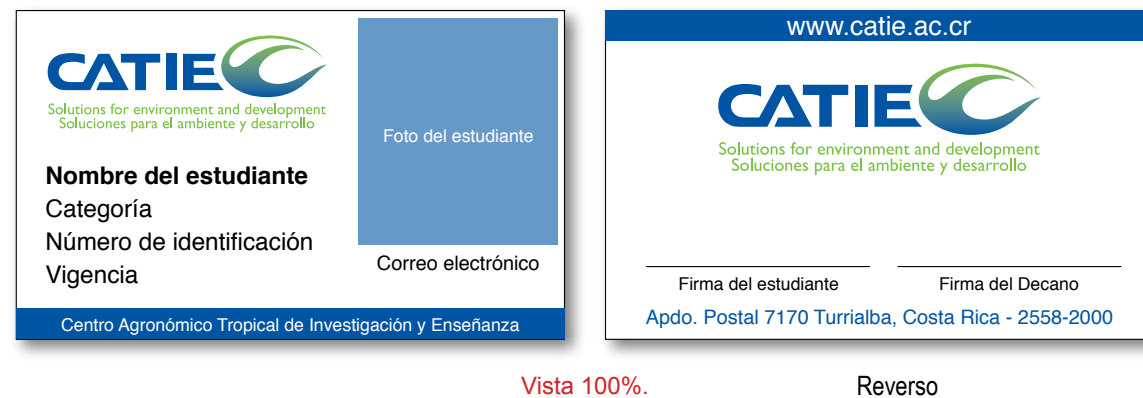 CATIE
Solutions for environment and development
Soluciones para el ambiente y desarrollo
Foto del estudiante
Nombre del estudiante
Categoría
Número de identificación
Vigencia
Correo electrónico
Centro Agronómico Tropical de Investigación y Enseñanza
www.catie.ac.cr
CATIE
Solutions for environment and development
Soluciones para el ambiente y desarrollo
Firma del estudiante
Firma del Decano
Apdo. Postal 7170 Turrialba, Costa Rica - 2558-2000
Vista 100%.
Reverso